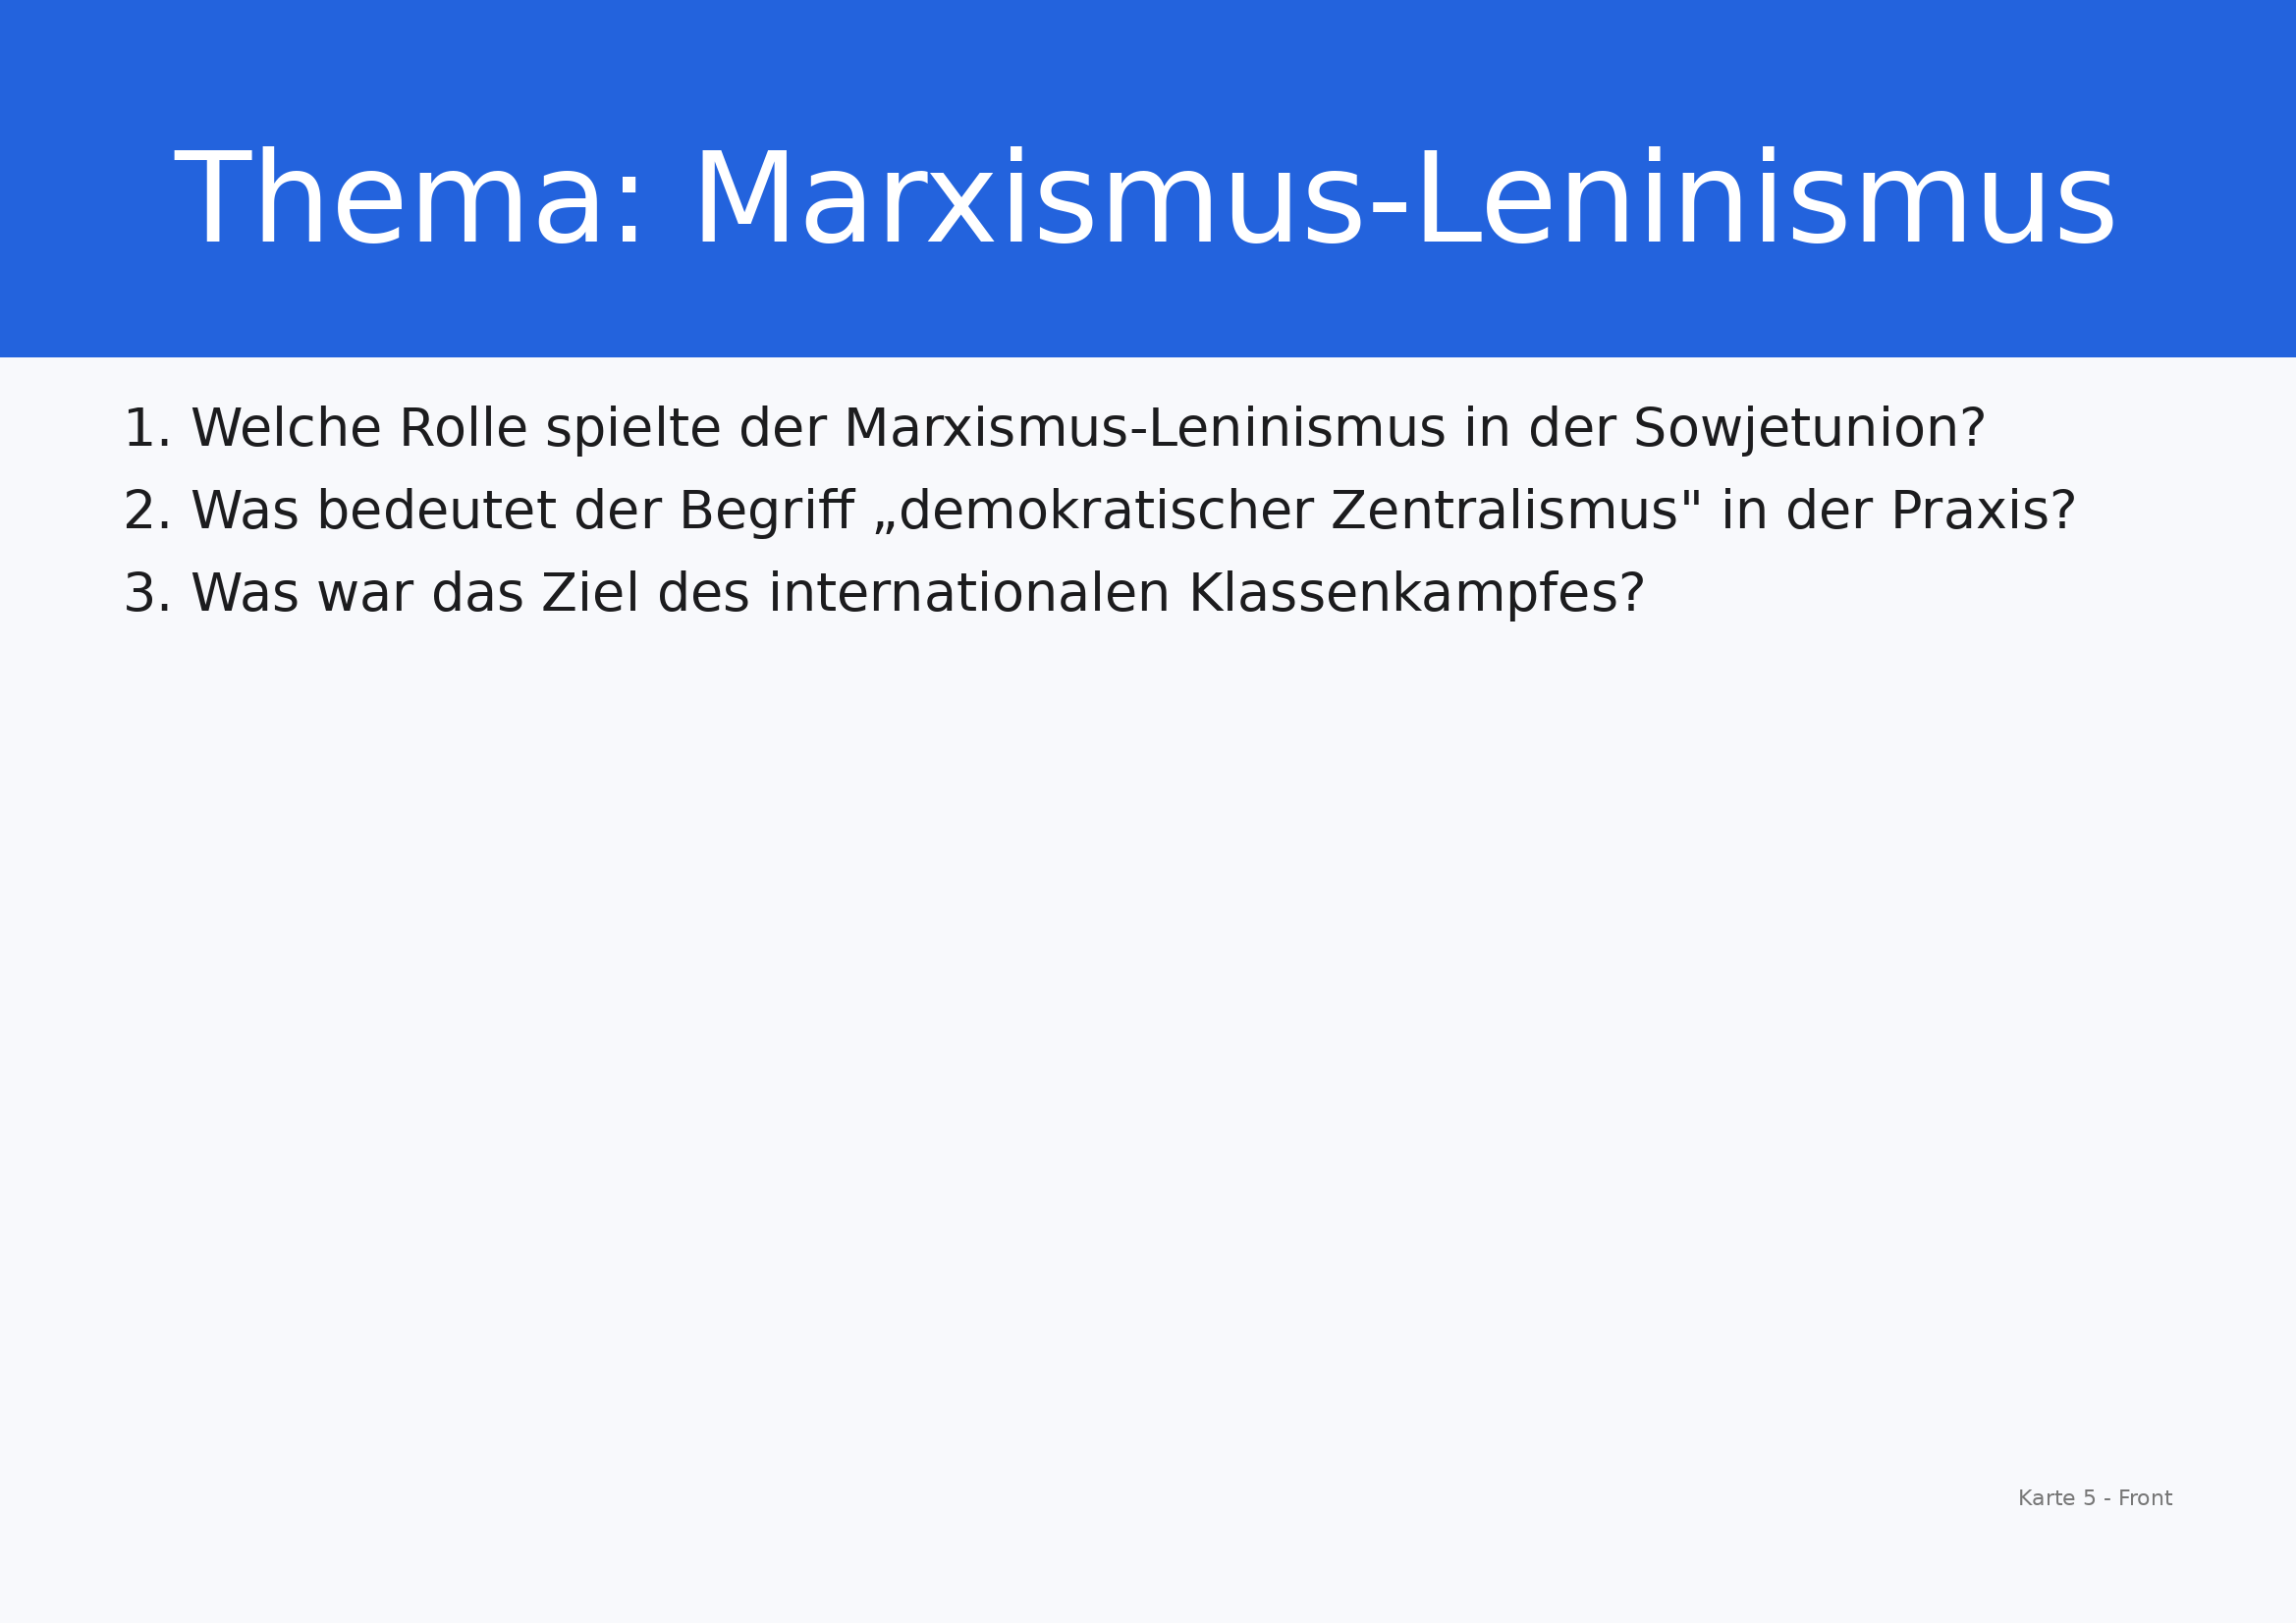 Thema: Marxismus-Leninismus
1. Welche Rolle spielte der Marxismus-Leninismus in der Sowjetunion?
2. Was bedeutet der Begriff „demokratischer Zentralismus" in der Praxis?
3. Was war das Ziel des internationalen Klassenkampfes?
Karte 5 - Front